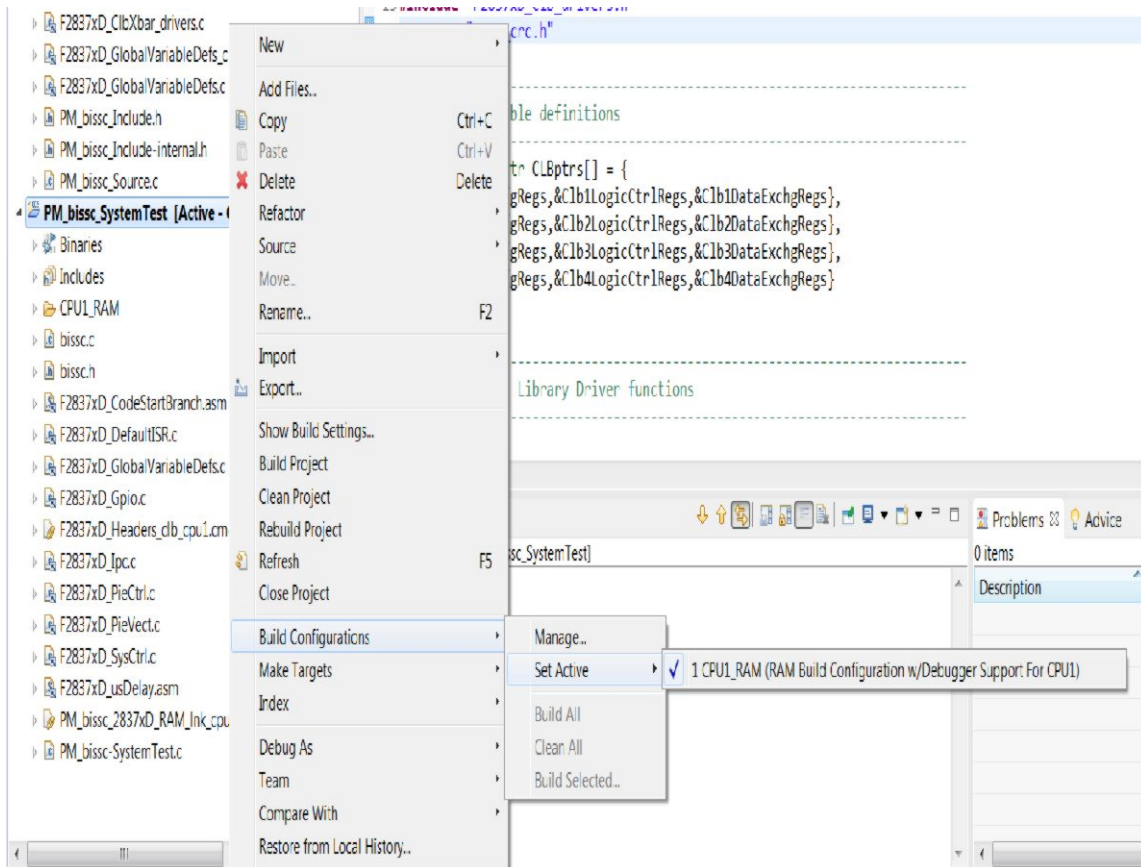 F2837xD_ClbXbar_drivers.c
F2837xD_GlobalVariableDefs_c
F2837xD_GlobalVariableDefs.c
PM_bissc_Include.h
PM_bissc_Include-internal.h
PM_bissc_Source.c
PM_bissc_SystemTest [Active -
Binaries
Includes
CPU1_RAM
bissc.c
bissc.h
F2837xD_CodeStartBranch.asm
F2837xD_DefaultISR.c
F2837xD_GlobalVariableDefs.c
F2837xD_Gpio.c
F2837xD_Headers_clb_cpu1.cm
F2837xD_Ipc.c
F2837xD_PieCtrl.c
F2837xD_PieVect.c
F2837xD_SysCtrl.c
F2837xD_usDelay.asm
PM_bissc_2837xD_RAM_lnk_cpu
PM_bissc-SystemTest.c
New
Add Files..
Copy Ctrl+C
Paste Ctrl+V
Delete Delete
Refactor
Source
Move..
Rename.. F2
Import
Export..
Show Build Settings...
Build Project
Clean Project
Rebuild Project
Refresh F5
Close Project
Build Configurations
Make Targets
Index
Debug As
Team
Compare With
Restore from Local History..
Manage...
Set Active
Build All
Clean All
Build Selected...
1 CPU1_RAM (RAM Build Configuration w/Debugger Support For CPU1)
crc.h"
ble definitions
tr CLBptrs[] = {
gRegs,&Clb1LogicCtrlRegs,&Clb1DataExchgRegs},
gRegs,&Clb2LogicCtrlRegs,&Clb2DataExchgRegs},
gRegs,&Clb3LogicCtrlRegs,&Clb3DataExchgRegs},
gRegs,&Clb4LogicCtrlRegs,&Clb4DataExchgRegs}
Library Driver functions
ssc_SystemTest]
Problems Advice
0 items
Description